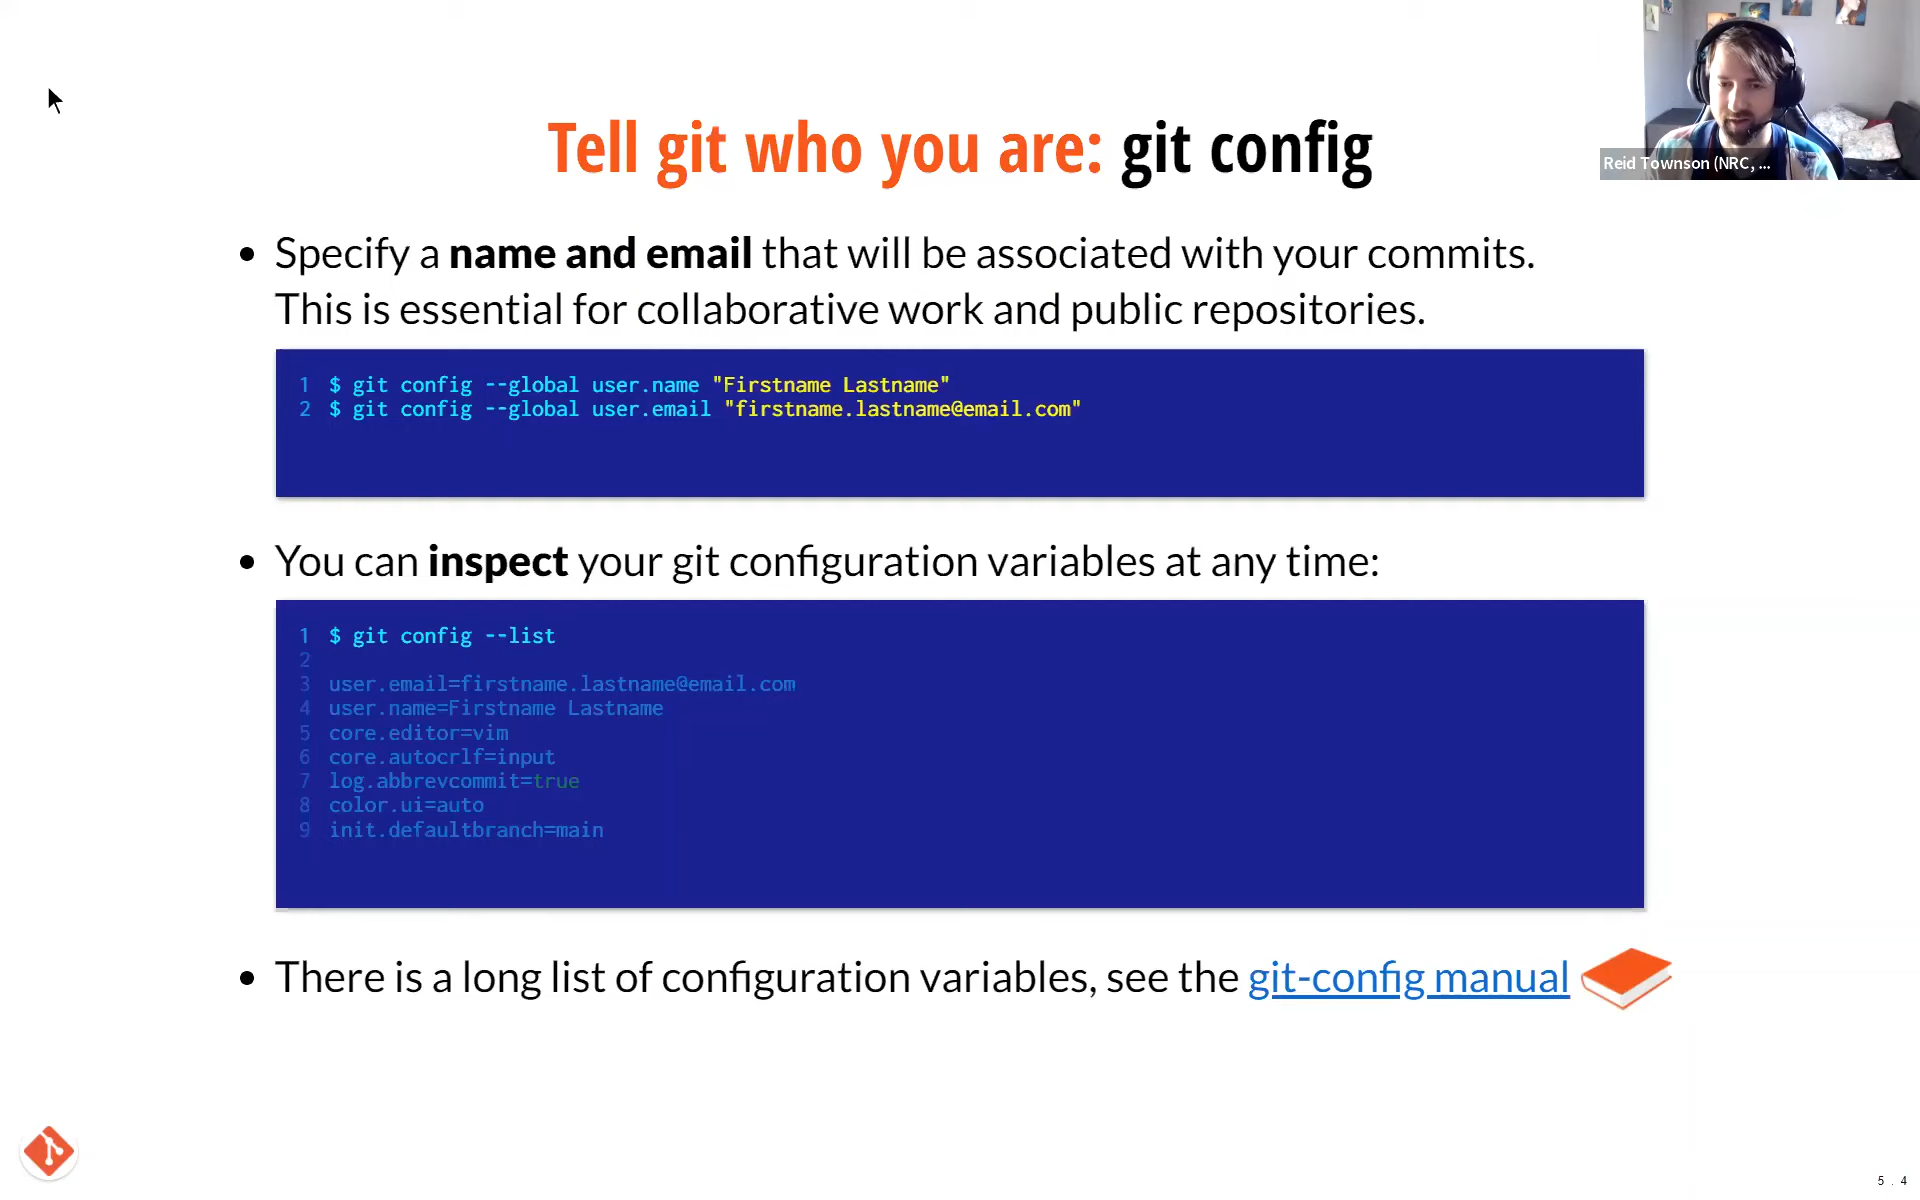 Reid Townson (NRC, ...
Tell git who you are: git config
• Specify a name and email that will be associated with your commits.
This is essential for collaborative work and public repositories.
1 $ git config --global user.name "Firstname Lastname"
2 $ git config --global user.email "firstname.lastname@email.com"
• You can inspect your git configuration variables at any time:
1 $ git config --list
2
3 user.email=firstname.lastname@email.com
4 user.name=Firstname Lastname
5 core.editor=vim
6 core.autocrlf=input
7 log.abbrevcommit=true
8 color.ui=auto
9 init.defaultbranch=main
• There is a long list of configuration variables, see the git-config manual
5 . 4